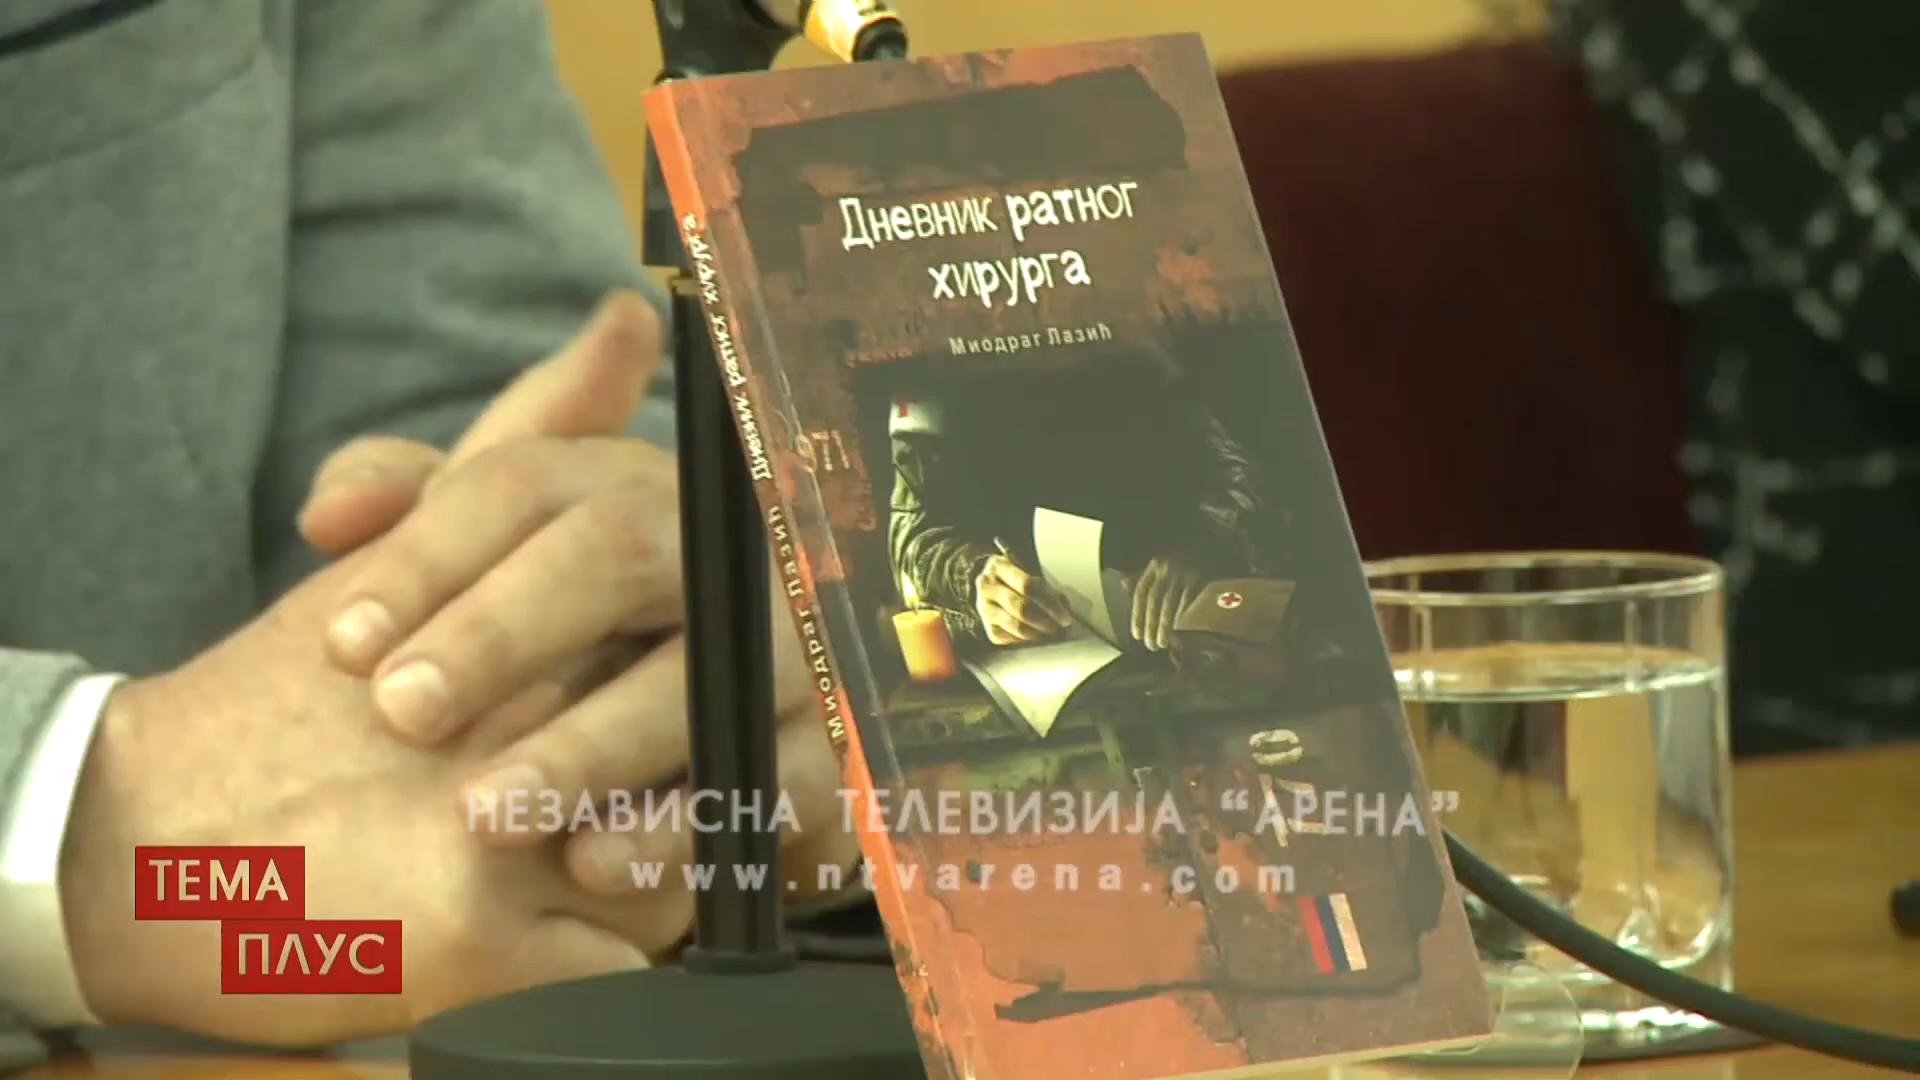 Дневник ратног
хирурга
Миодраг Лазић
Миодраг Лазић Дневник ратног хирурга
НЕЗАВИСНА ТЕЛЕВИЗИЈА “АРЕНА”
www.ntvarena.com
ТЕМА
ПЛУС